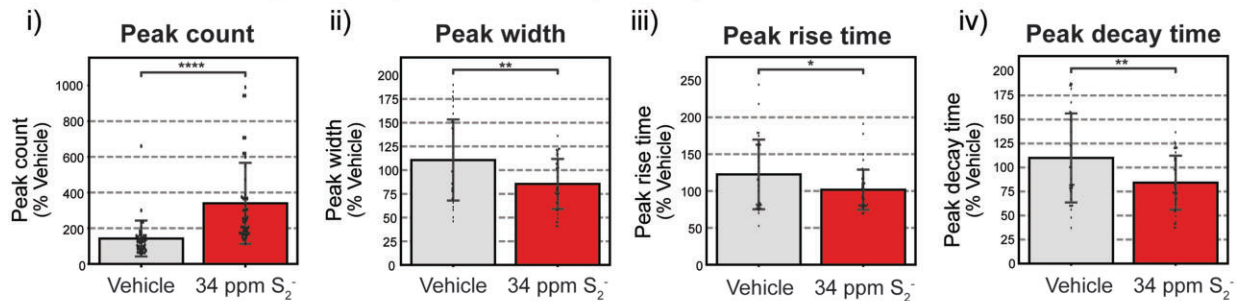 i)
Peak count
Peak count
(% Vehicle)
1000
800
600
400
200
0
****
Vehicle
34 ppm S₂⁻
ii)
Peak width
Peak width
(% Vehicle)
200
175
150
125
100
75
50
25
0
**
Vehicle
34 ppm S₂⁻
iii)
Peak rise time
Peak rise time
(% Vehicle)
250
200
150
100
50
0
*
Vehicle
34 ppm S₂⁻
iv)
Peak decay time
Peak decay time
(% Vehicle)
200
175
150
125
100
75
50
25
0
**
Vehicle
34 ppm S₂⁻